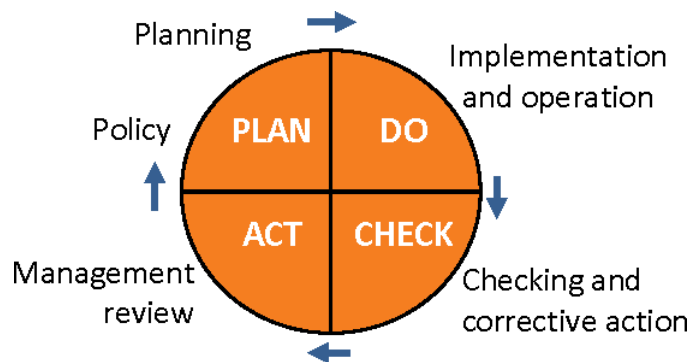 Planning
Implementation
and operation
Policy
PLAN
DO
ACT
CHECK
Management
review
Checking and
corrective action